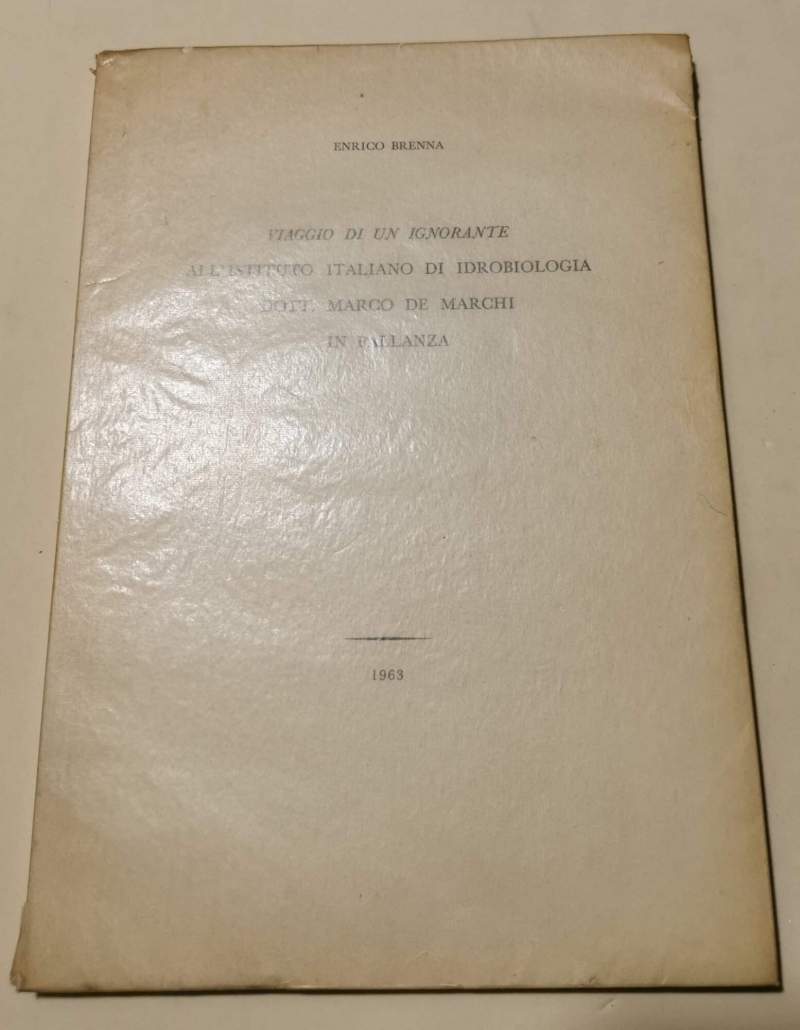 ENRICO BRENNA
VIAGGIO DI UN IGNORANTE
ALL'ISTITUTO ITALIANO DI IDROBIOLOGIA
DOTT. MARCO DE MARCHI
IN PALLANZA
1963